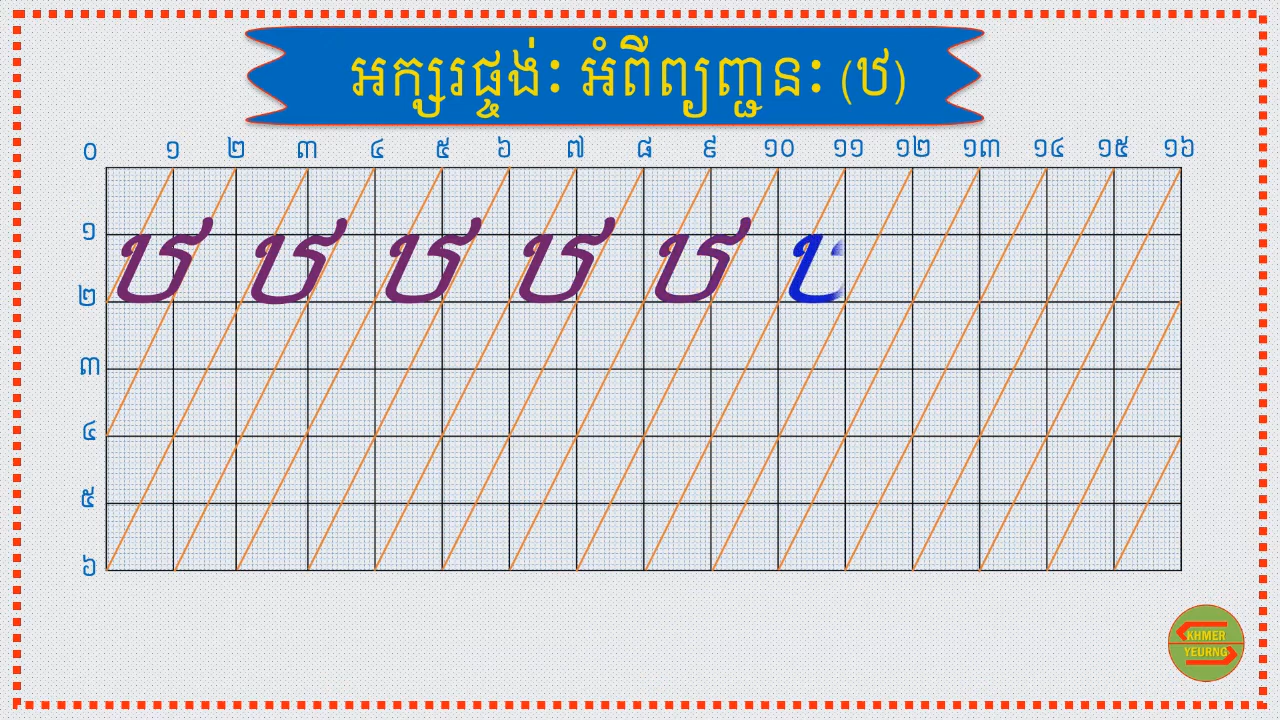 អក្សរផ្ទង់ៈ អំពីព្យញ្ជនៈ (ឋ)
០ ១ ២ ៣ ៤ ៥ ៦ ៧ ៨ ៩ ១០ ១១ ១២ ១៣ ១៤ ១៥ ១៦
១
ឋ ឋ ឋ ឋ ឋ
២
៣
៤
៥
៦
KHMER
YEURNG